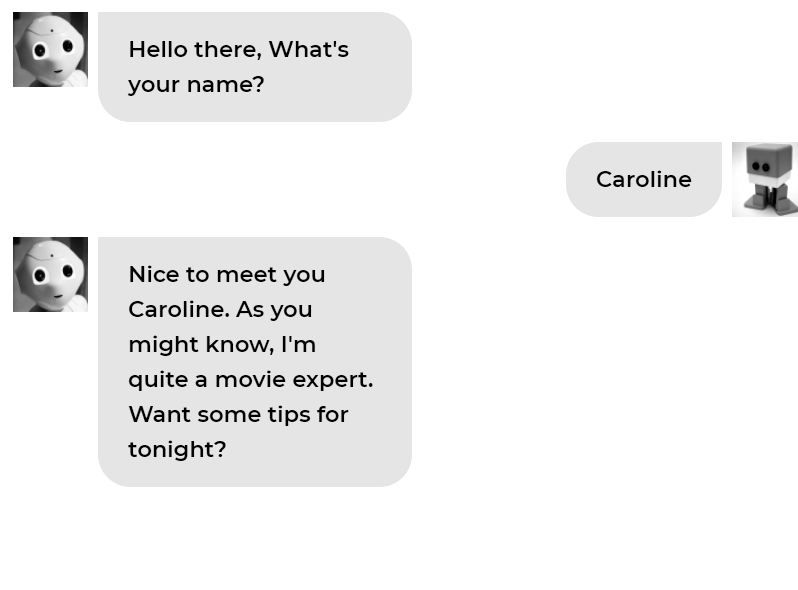 Hello there, What's
your name?
Caroline
Nice to meet you
Caroline. As you
might know, I'm
quite a movie expert.
Want some tips for
tonight?